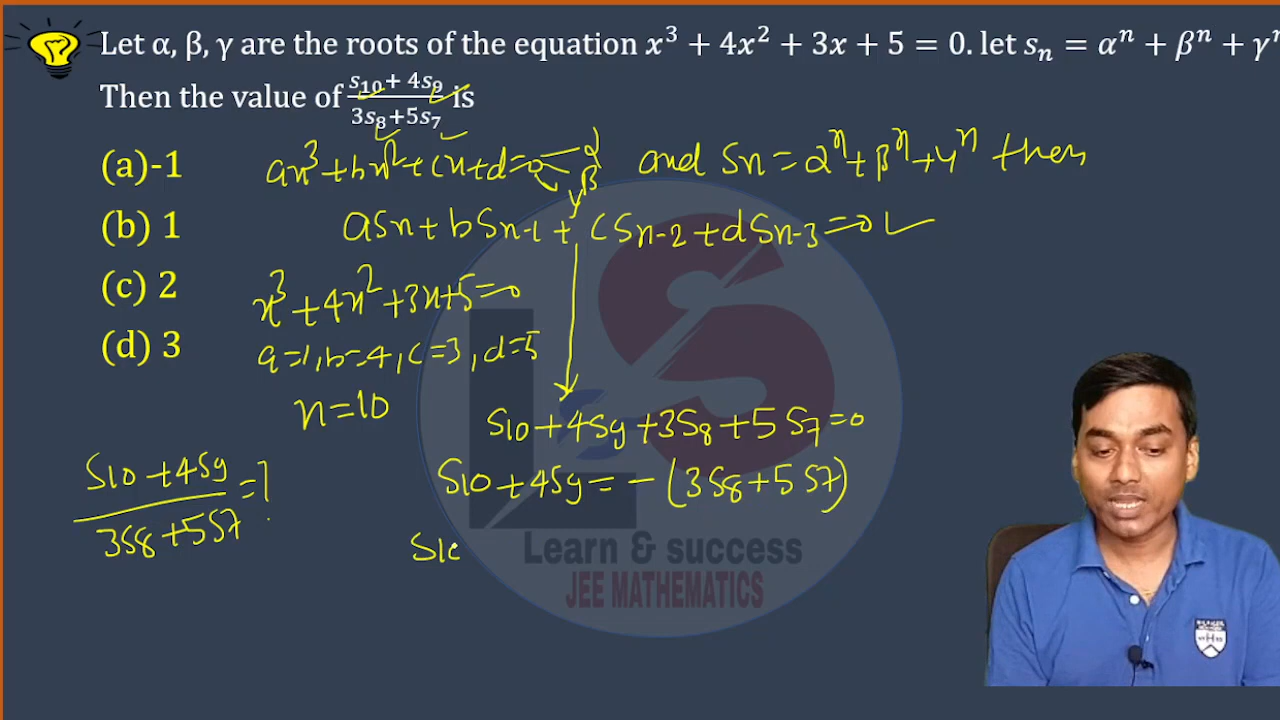 Let α, β, γ are the roots of the equation x³ + 4x² + 3x + 5 = 0. let sₙ = αⁿ + βⁿ + γⁿ
Then the value of (s₁₀ + 4s₉)/(3s₈+5s₇) is
(a)-1
ax³+bx²+cx+d=0 α β γ and Sn = αⁿ+βⁿ+γⁿ then
(b) 1
aSn+bSn-1+CSn-2+dSn-3=0
(c) 2
x³+4x²+3x+5=0
(d) 3
a=1,b=4,c=3,d=5
n=10
S10+4S9+3S8+5S7=0
(S10+4S9)/(3S8+5S7)=?
S10+4S9=-(3S8+5S7)
S10
Learn & success
JEE MATHEMATICS